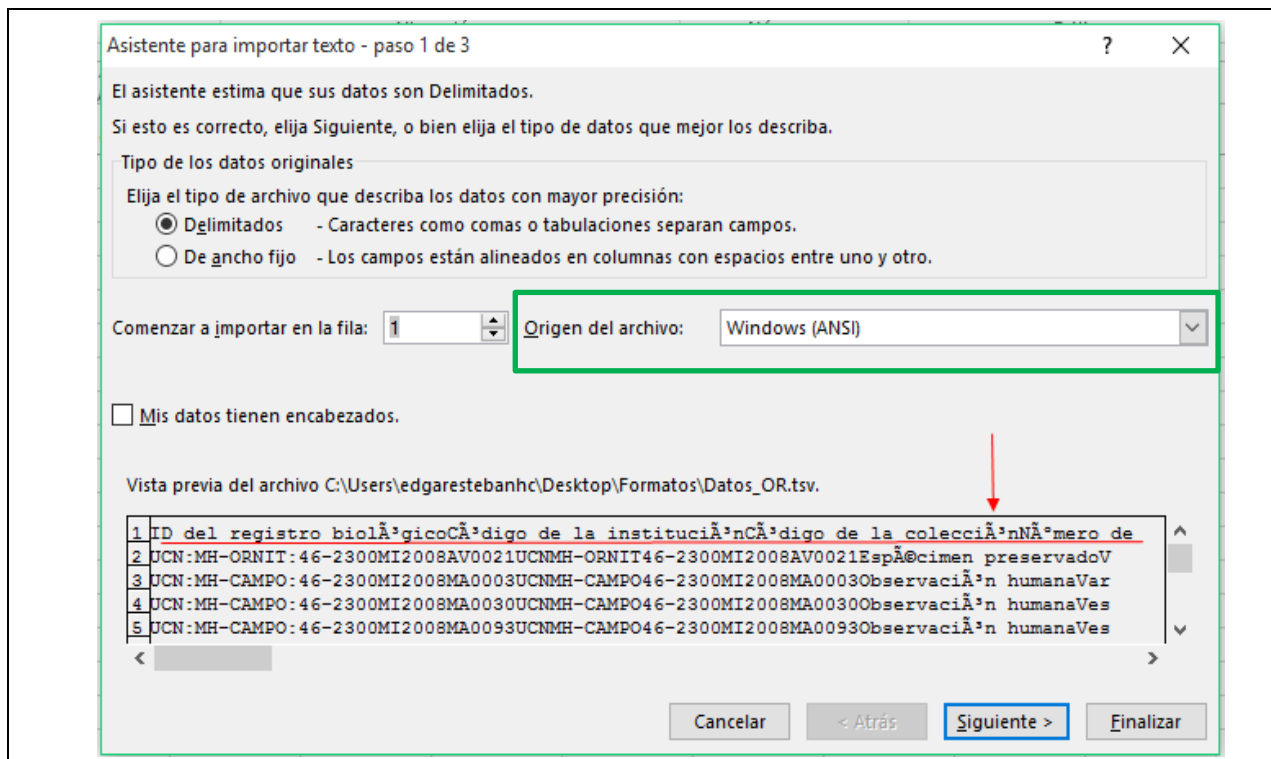 Asistente para importar texto - paso 1 de 3 ?
El asistente estima que sus datos son Delimitados.
Si esto es correcto, elija Siguiente, o bien elija el tipo de datos que mejor los describa.
Tipo de los datos originales
Elija el tipo de archivo que describa los datos con mayor precisión:
Delimitados - Caracteres como comas o tabulaciones separan campos.
De ancho fijo - Los campos están alineados en columnas con espacios entre uno y otro.
Comenzar a importar en la fila: 1 Origen del archivo: Windows (ANSI)
Mis datos tienen encabezados.
Vista previa del archivo C:\Users\edgarestebanhc\Desktop\Formatos\Datos_OR.tsv.
1 ID del registro biolÃ³gicoCÃ³digo de la instituciÃ³nCÃ³digo de la colecciÃ³nNÃºmero de
2 UCN:MH-ORNIT:46-2300MI2008AV0021UCNMH-ORNIT46-2300MI2008AV0021EspÃ©cimen preservadoV
3 UCN:MH-CAMPO:46-2300MI2008MA0003UCNMH-CAMPO46-2300MI2008MA0003ObservaciÃ³n humanaVar
4 UCN:MH-CAMPO:46-2300MI2008MA0030UCNMH-CAMPO46-2300MI2008MA0030ObservaciÃ³n humanaVes
5 UCN:MH-CAMPO:46-2300MI2008MA0093UCNMH-CAMPO46-2300MI2008MA0093ObservaciÃ³n humanaVes
Cancelar < Atrás Siguiente > Finalizar